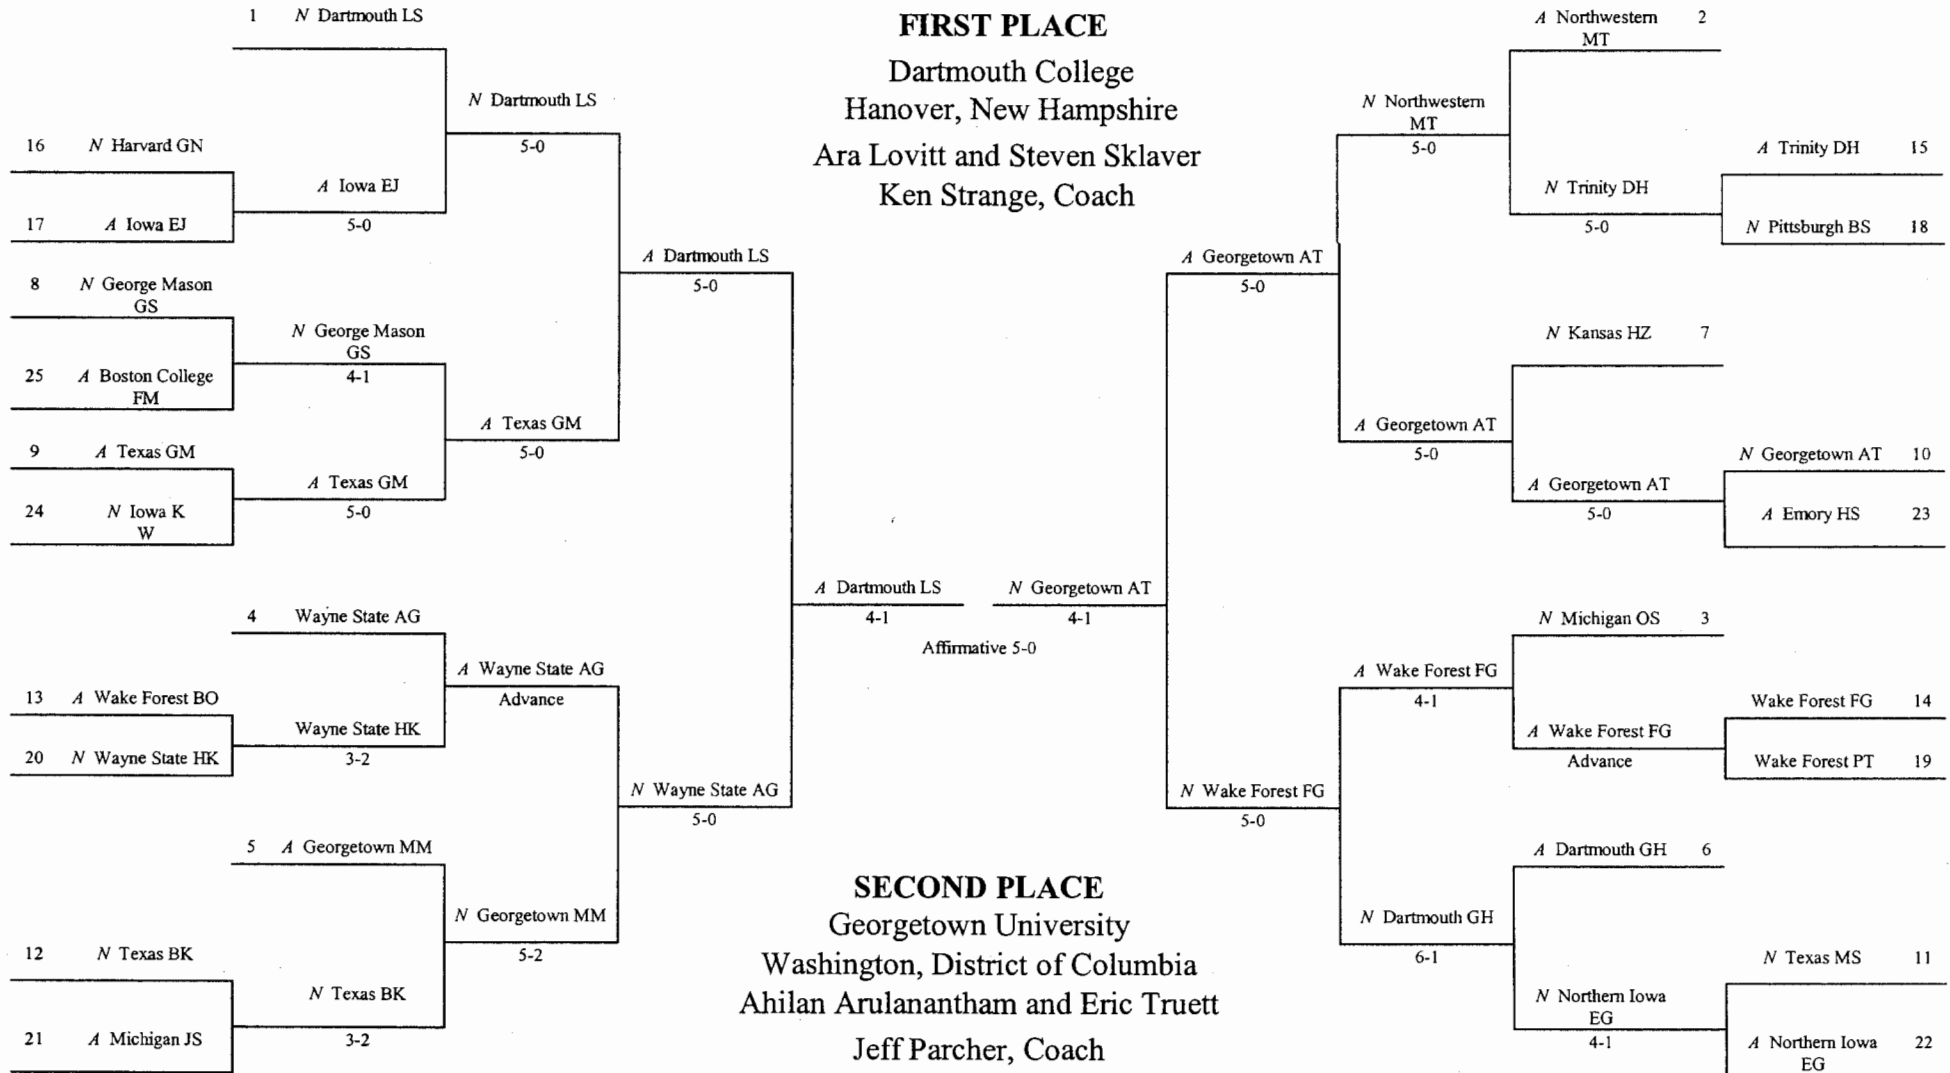 1 N Dartmouth LS
N Dartmouth LS
5-0
16 N Harvard GN
A Iowa EJ
5-0
17 A Iowa EJ
8 N George Mason
GS
N George Mason
GS
4-1
25 A Boston College
FM
A Dartmouth LS
5-0
A Texas GM
5-0
9 A Texas GM
A Texas GM
5-0
24 N Iowa K
W
4 Wayne State AG
A Wayne State AG
Advance
13 A Wake Forest BO
Wayne State HK
3-2
20 N Wayne State HK
N Wayne State AG
5-0
5 A Georgetown MM
N Georgetown MM
5-2
12 N Texas BK
N Texas BK
3-2
21 A Michigan JS
A Dartmouth LS
4-1
FIRST PLACE
Dartmouth College
Hanover, New Hampshire
Ara Lovitt and Steven Sklaver
Ken Strange, Coach
N Georgetown AT
4-1
Affirmative 5-0
SECOND PLACE
Georgetown University
Washington, District of Columbia
Ahilan Arulanantham and Eric Truett
Jeff Parcher, Coach
A Northwestern 2
MT
N Northwestern
MT
5-0
A Trinity DH 15
N Trinity DH
5-0
N Pittsburgh BS 18
A Georgetown AT
5-0
N Kansas HZ 7
A Georgetown AT
5-0
N Georgetown AT 10
A Georgetown AT
5-0
A Emory HS 23
N Michigan OS 3
A Wake Forest FG
4-1
Wake Forest FG 14
A Wake Forest FG
Advance
Wake Forest PT 19
N Wake Forest FG
5-0
A Dartmouth GH 6
N Dartmouth GH
6-1
N Texas MS 11
N Northern Iowa
EG
4-1
A Northern Iowa 22
EG